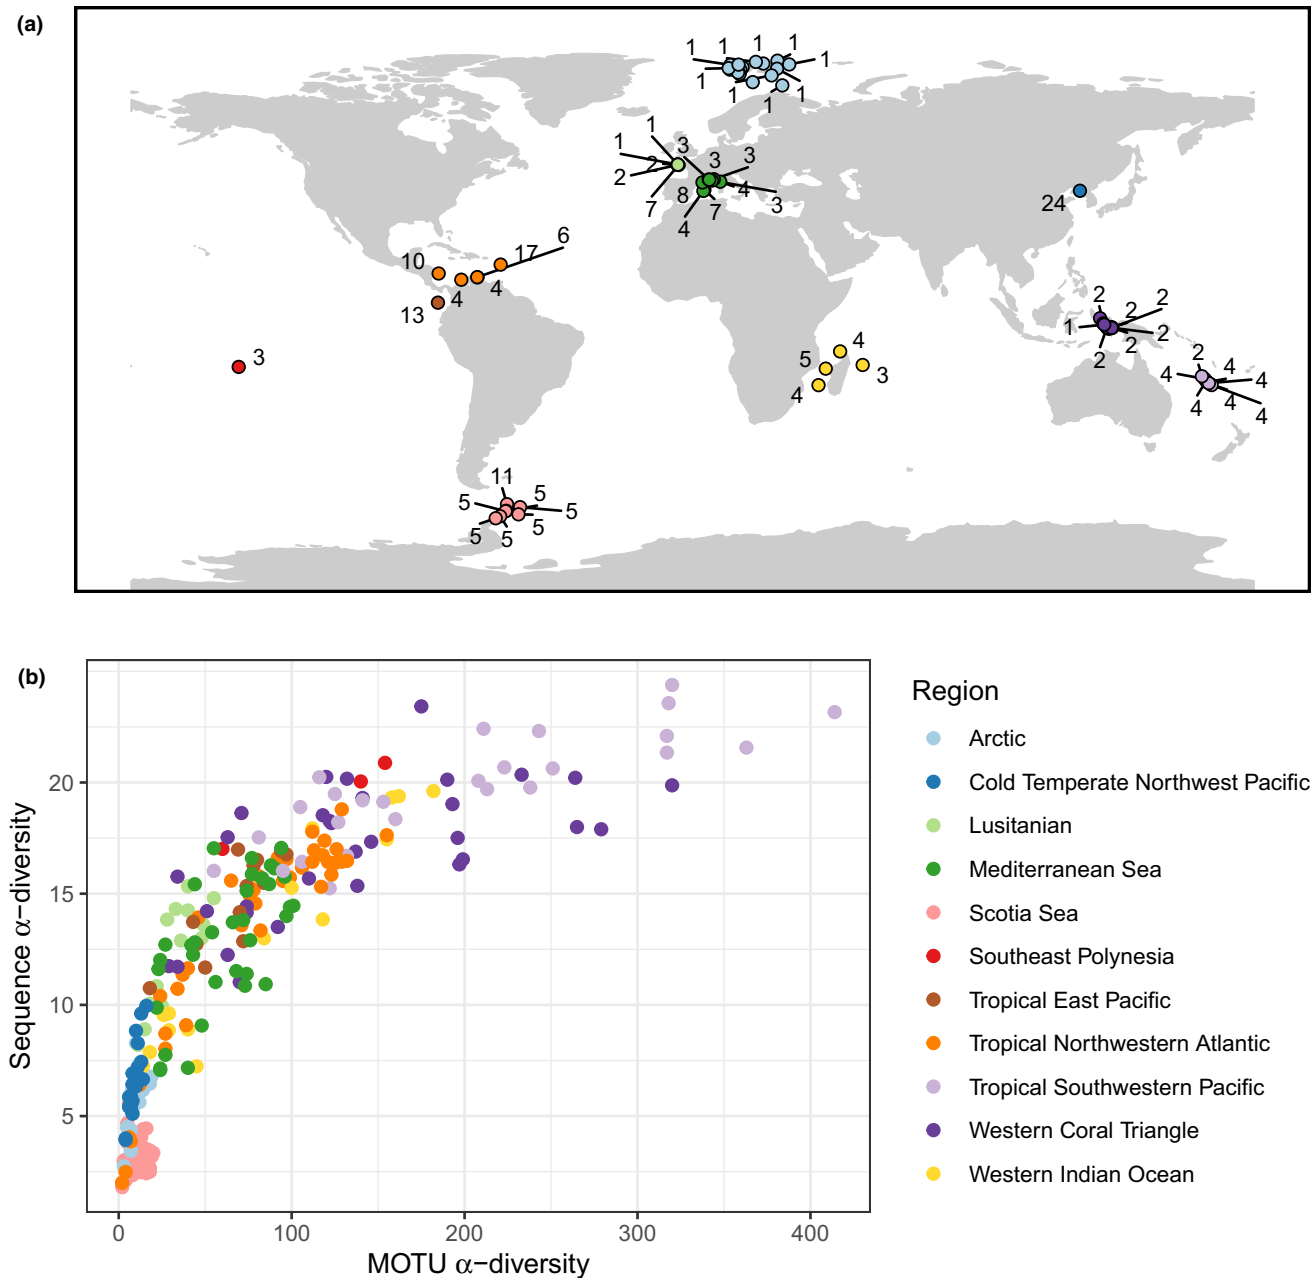 (a)
1 1 1 1
1
1 1 1 1
1
1 3 3
2 3
2 8 4
7 7 3
4
24
6
10 17
4 4
13
3
2 2
1 2
2 2
2
4
5 3
4
2
4 4 4
4 4 4
11
5 5
5
5 5 5
(b)
Sequence α−diversity
20
15
10
5
0 100 200 300 400
MOTU α−diversity
Region
Arctic
Cold Temperate Northwest Pacific
Lusitanian
Mediterranean Sea
Scotia Sea
Southeast Polynesia
Tropical East Pacific
Tropical Northwestern Atlantic
Tropical Southwestern Pacific
Western Coral Triangle
Western Indian Ocean